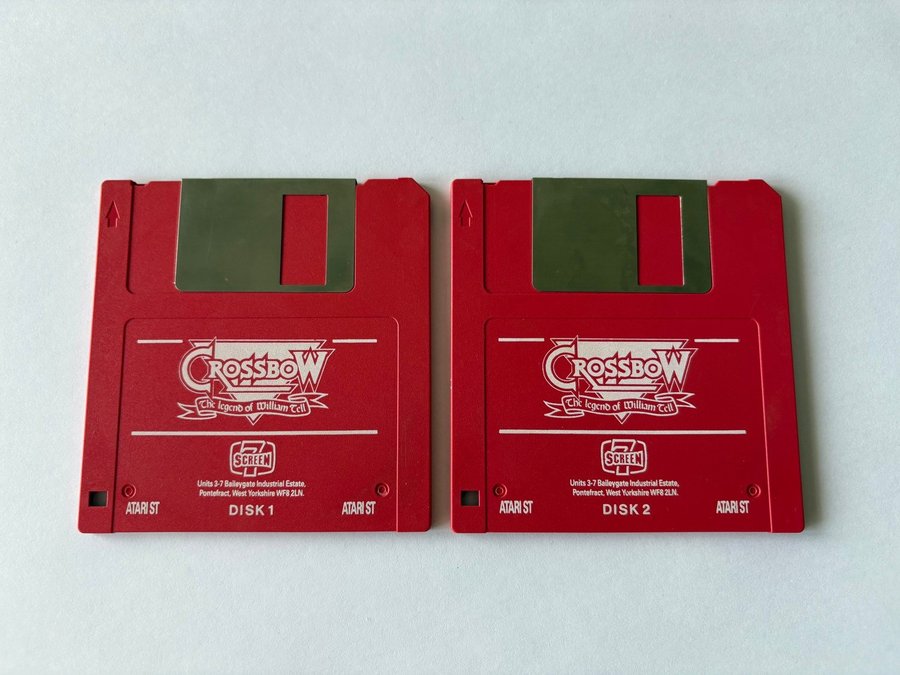 CROSSBOW
The legend of William Tell
7
SCREEN
Units 3-7 Baileygate Industrial Estate,
Pontefract, West Yorkshire WF8 2LN.
ATARI ST
DISK 1
ATARI ST
CROSSBOW
The legend of William Tell
7
SCREEN
Units 3-7 Baileygate Industrial Estate,
Pontefract, West Yorkshire WF8 2LN.
ATARI ST
DISK 2
ATARI ST